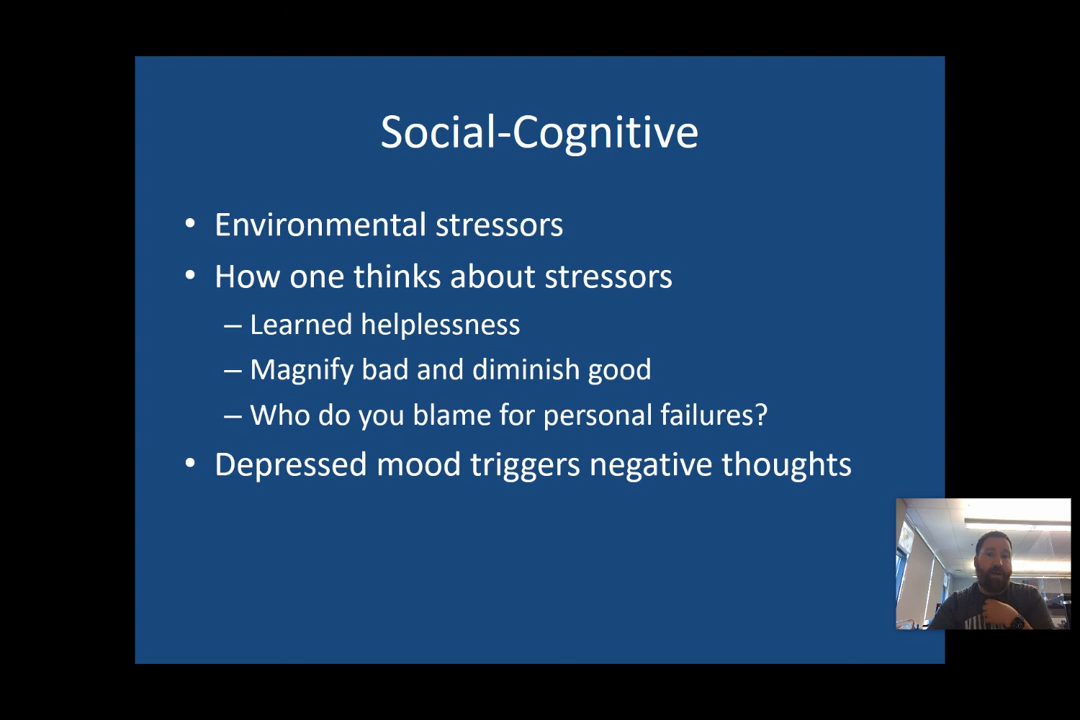 Social-Cognitive
• Environmental stressors
• How one thinks about stressors
– Learned helplessness
– Magnify bad and diminish good
– Who do you blame for personal failures?
• Depressed mood triggers negative thoughts